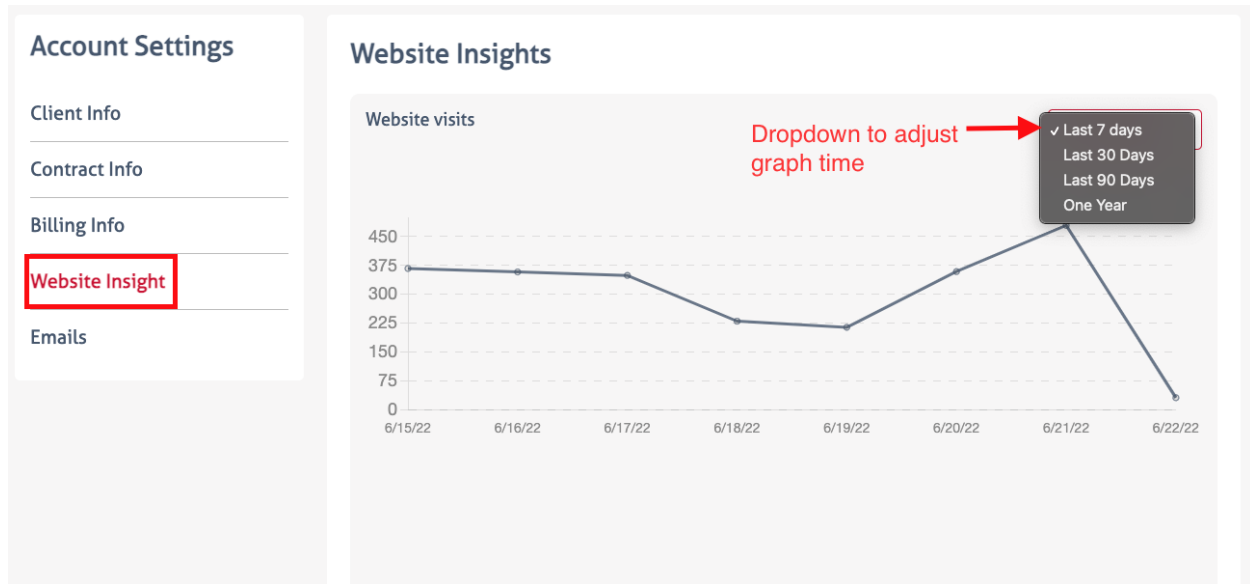 Account Settings
Client Info
Contract Info
Billing Info
Website Insight
Emails
Website Insights
Website visits
Dropdown to adjust
graph time
✓ Last 7 days
Last 30 Days
Last 90 Days
One Year
450
375
300
225
150
75
0
6/15/22 6/16/22 6/17/22 6/18/22 6/19/22 6/20/22 6/21/22 6/22/22